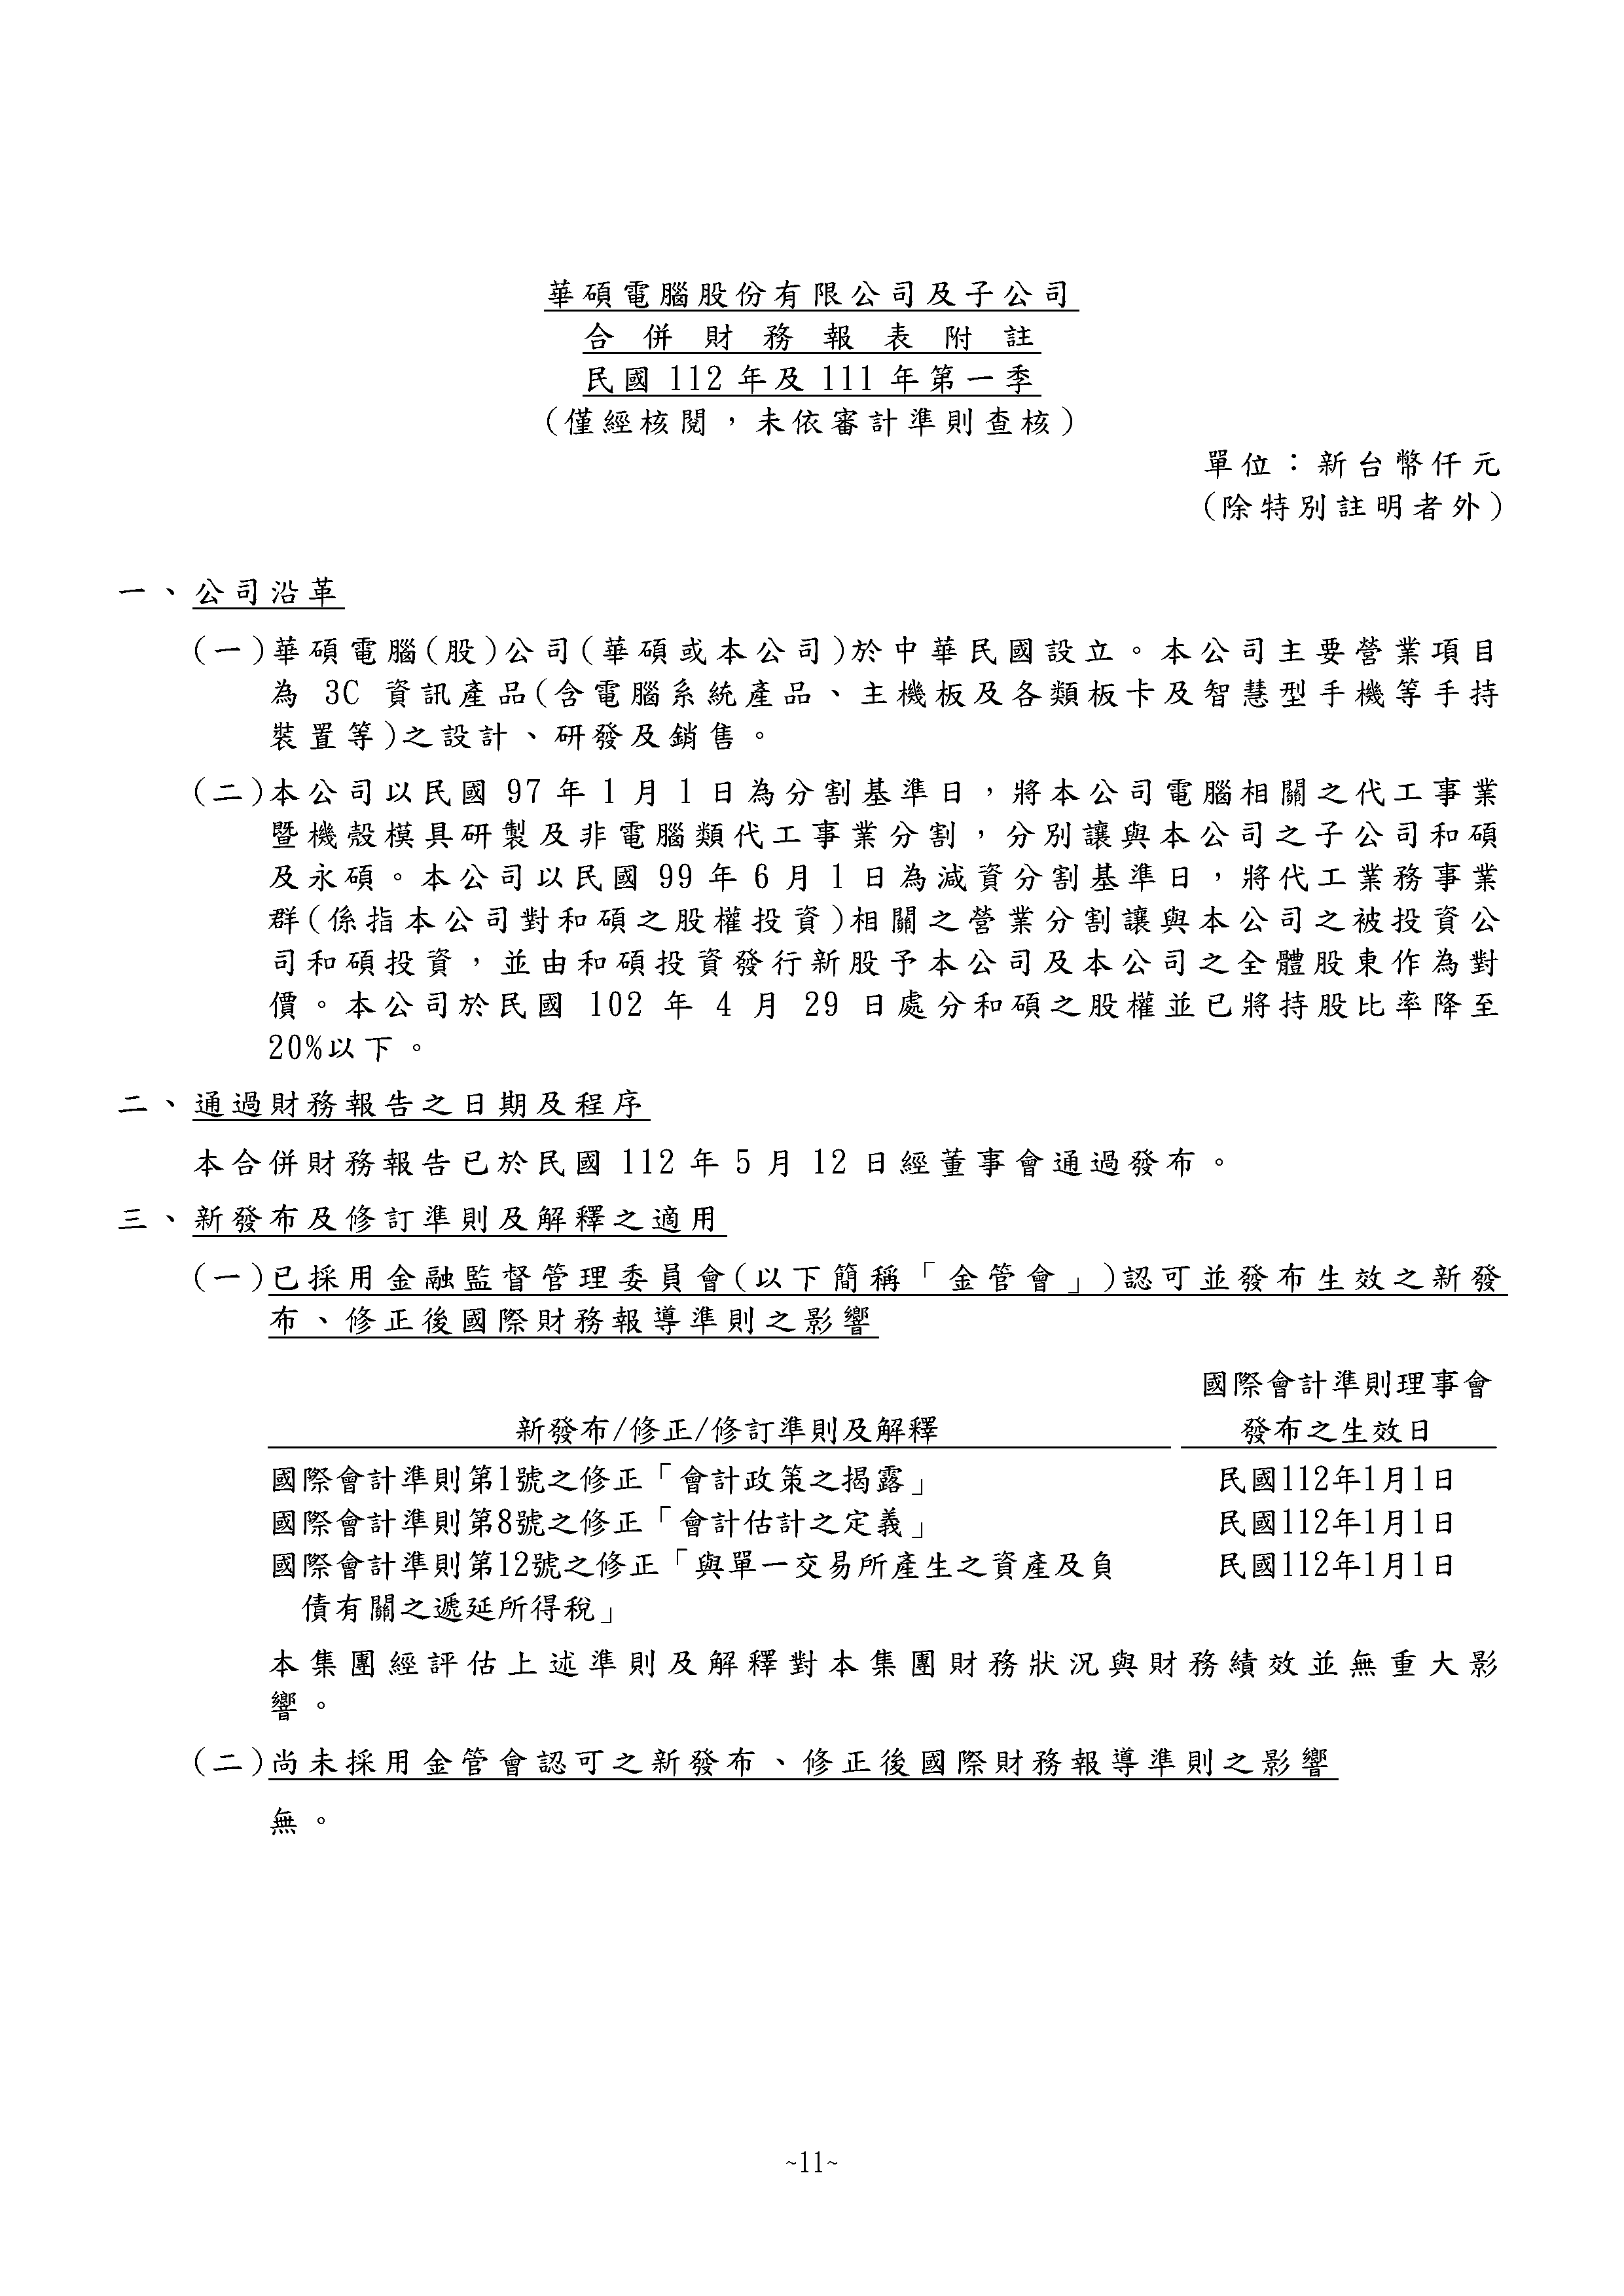 華碩電腦股份有限公司及子公司
合併財務報表附註
民國 112 年及 111 年第一季
(僅經核閱，未依審計準則查核)
單位：新台幣仟元
(除特別註明者外)
一、公司沿革
(一)華碩電腦(股)公司(華碩或本公司)於中華民國設立。本公司主要營業項目
為 3C 資訊產品(含電腦系統產品、主機板及各類板卡及智慧型手機等手持
裝置等)之設計、研發及銷售。
(二)本公司以民國 97 年 1 月 1 日為分割基準日，將本公司電腦相關之代工事業
暨機殼模具研製及非電腦類代工事業分割，分別讓與本公司之子公司和碩
及永碩。本公司以民國 99 年 6 月 1 日為減資分割基準日，將代工業務事業
群(係指本公司對和碩之股權投資)相關之營業分割讓與本公司之被投資公
司和碩投資，並由和碩投資發行新股予本公司及本公司之全體股東作為對
價。本公司於民國 102 年 4 月 29 日處分和碩之股權並已將持股比率降至
20%以下。
二、通過財務報告之日期及程序
本合併財務報告已於民國 112 年 5 月 12 日經董事會通過發布。
三、新發布及修訂準則及解釋之適用
(一)已採用金融監督管理委員會(以下簡稱「金管會」)認可並發布生效之新發
布、修正後國際財務報導準則之影響
國際會計準則理事會
新發布/修正/修訂準則及解釋 發布之生效日
國際會計準則第1號之修正「會計政策之揭露」 民國112年1月1日
國際會計準則第8號之修正「會計估計之定義」 民國112年1月1日
國際會計準則第12號之修正「與單一交易所產生之資產及負 民國112年1月1日
債有關之遞延所得稅」
本集團經評估上述準則及解釋對本集團財務狀況與財務績效並無重大影
響。
(二)尚未採用金管會認可之新發布、修正後國際財務報導準則之影響
無。
~11~